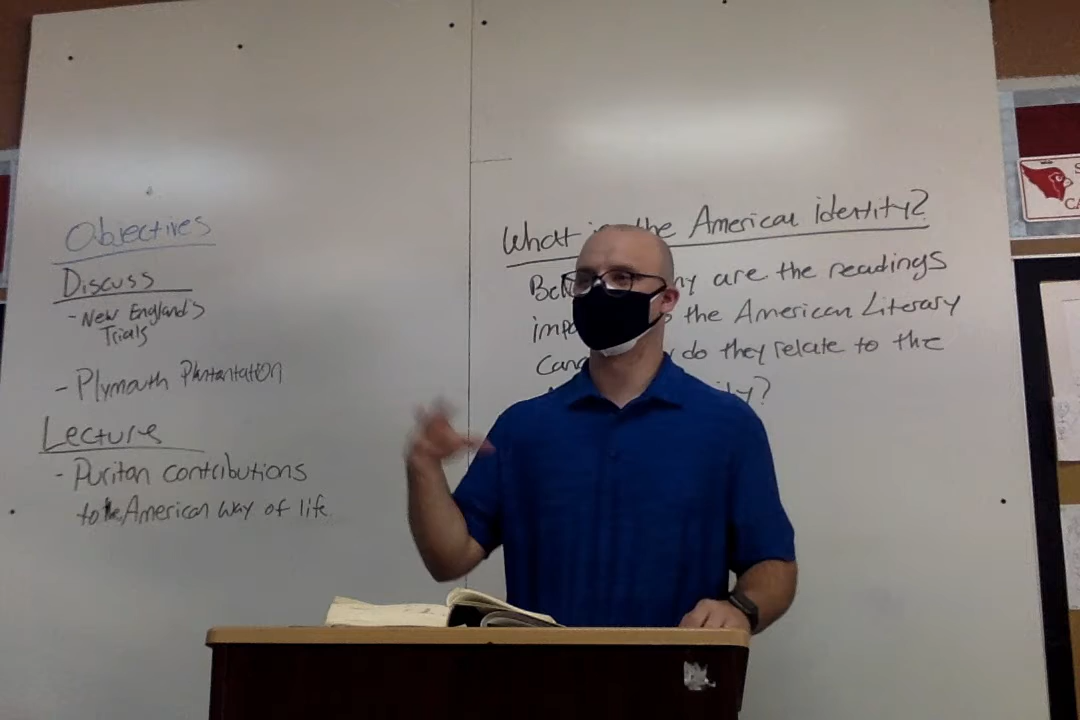 Objectives
Discuss
- New England's
Trials
- Plymouth Plantantation
Lecture
- Puritan contributions
to the American way of life
What is the American identity?
are the readings
the American Literary
do they relate to the